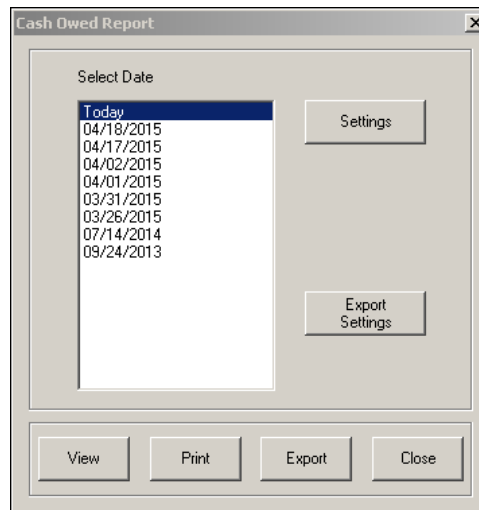 Cash Owed Report
Select Date
Today
04/18/2015
04/17/2015
04/02/2015
04/01/2015
03/31/2015
03/26/2015
07/14/2014
09/24/2013
Settings
Export
Settings
View
Print
Export
Close